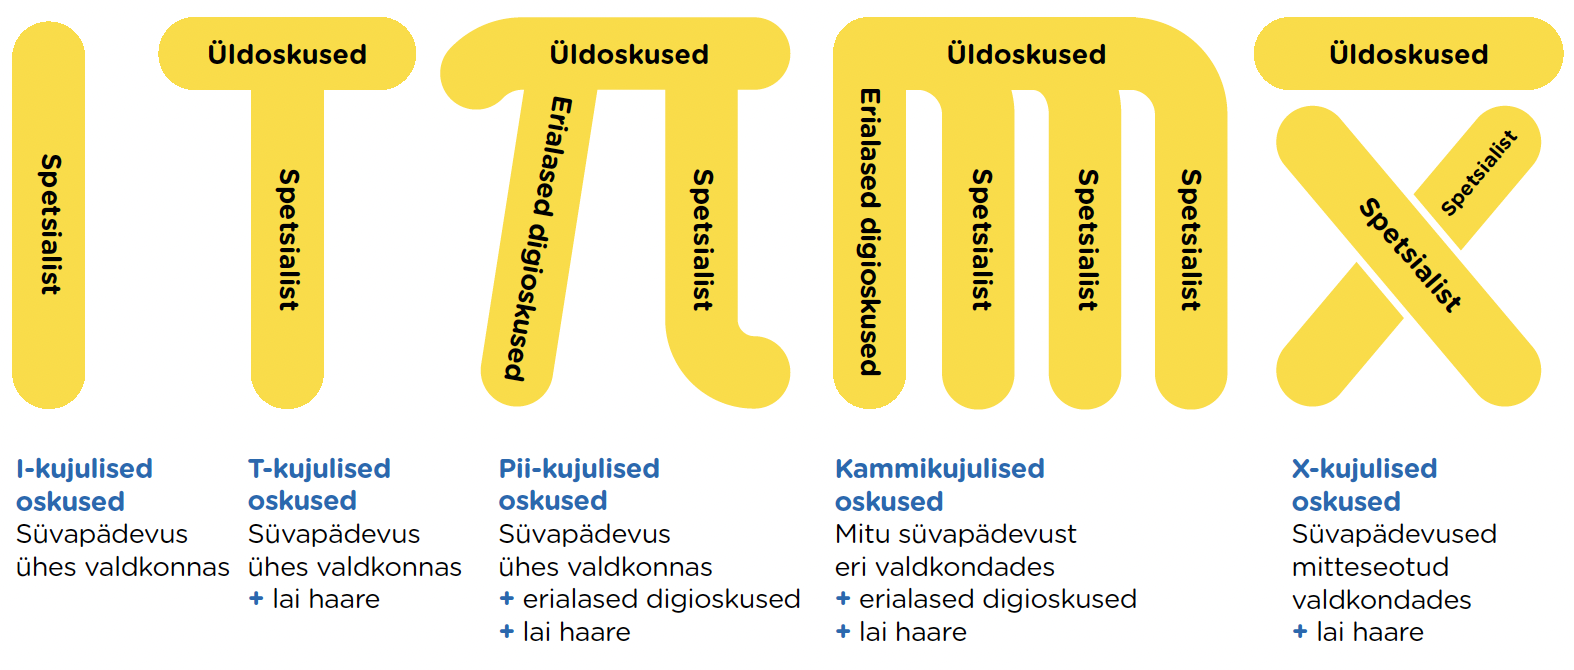 Spetsialist
Üldoskused
Spetsialist
Üldoskused
Erialased digioskused
Spetsialist
Üldoskused
Erialased digioskused
Spetsialist
Spetsialist
Spetsialist
Üldoskused
Spetsialist
Spetsialist
I-kujulised
oskused
Süvapädevus
ühes valdkonnas
T-kujulised
oskused
Süvapädevus
ühes valdkonnas
+ lai haare
Pii-kujulised
oskused
Süvapädevus
ühes valdkonnas
+ erialased digioskused
+ lai haare
Kammikujulised
oskused
Mitu süvapädevust
eri valdkondades
+ erialased digioskused
+ lai haare
X-kujulised
oskused
Süvapädevused
mitteseotud
valdkondades
+ lai haare